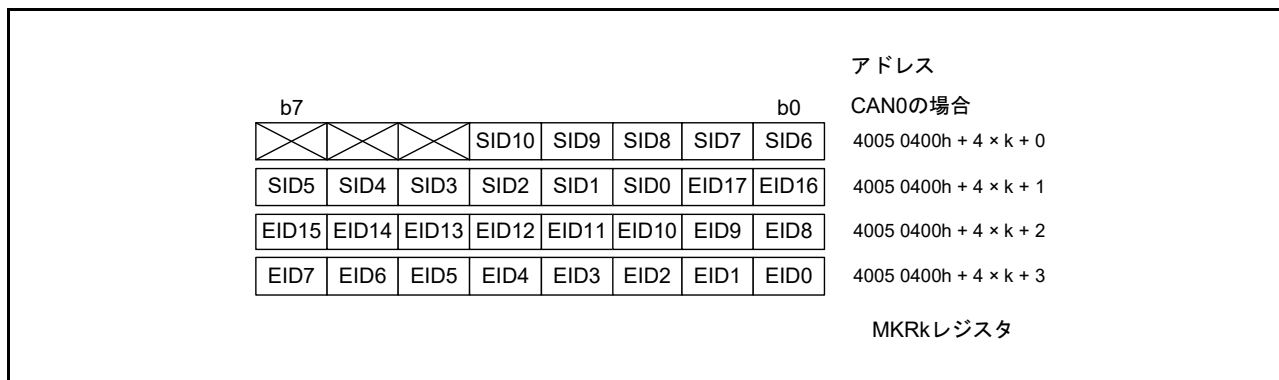 アドレス
b7 b0 CAN0の場合
SID10 SID9 SID8 SID7 SID6 4005 0400h + 4 × k + 0
SID5 SID4 SID3 SID2 SID1 SID0 EID17 EID16 4005 0400h + 4 × k + 1
EID15 EID14 EID13 EID12 EID11 EID10 EID9 EID8 4005 0400h + 4 × k + 2
EID7 EID6 EID5 EID4 EID3 EID2 EID1 EID0 4005 0400h + 4 × k + 3
MKRkレジスタ